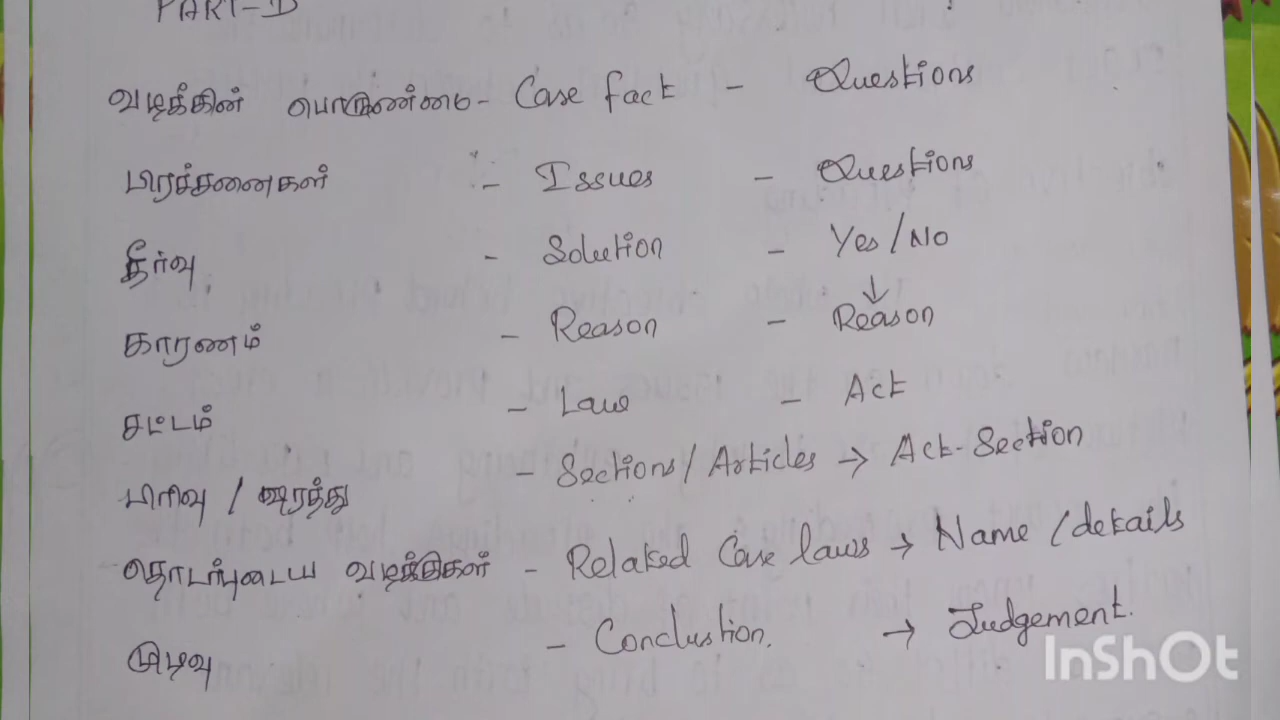 PART-D
வழக்கின் பொருண்மை - Case fact - Questions
பிரச்சனைகள் - Issues - Questions
தீர்வு - Solution - Yes / No
↓
காரணம் - Reason - Reason
சட்டம் - Law - Act
பிரிவு / ஷரத்து - Sections / Articles → Act-Section
தொடர்புடைய வழக்குகள் - Related Case laws → Name / details
முடிவு - Conclustion. → Judgement.
InShOt